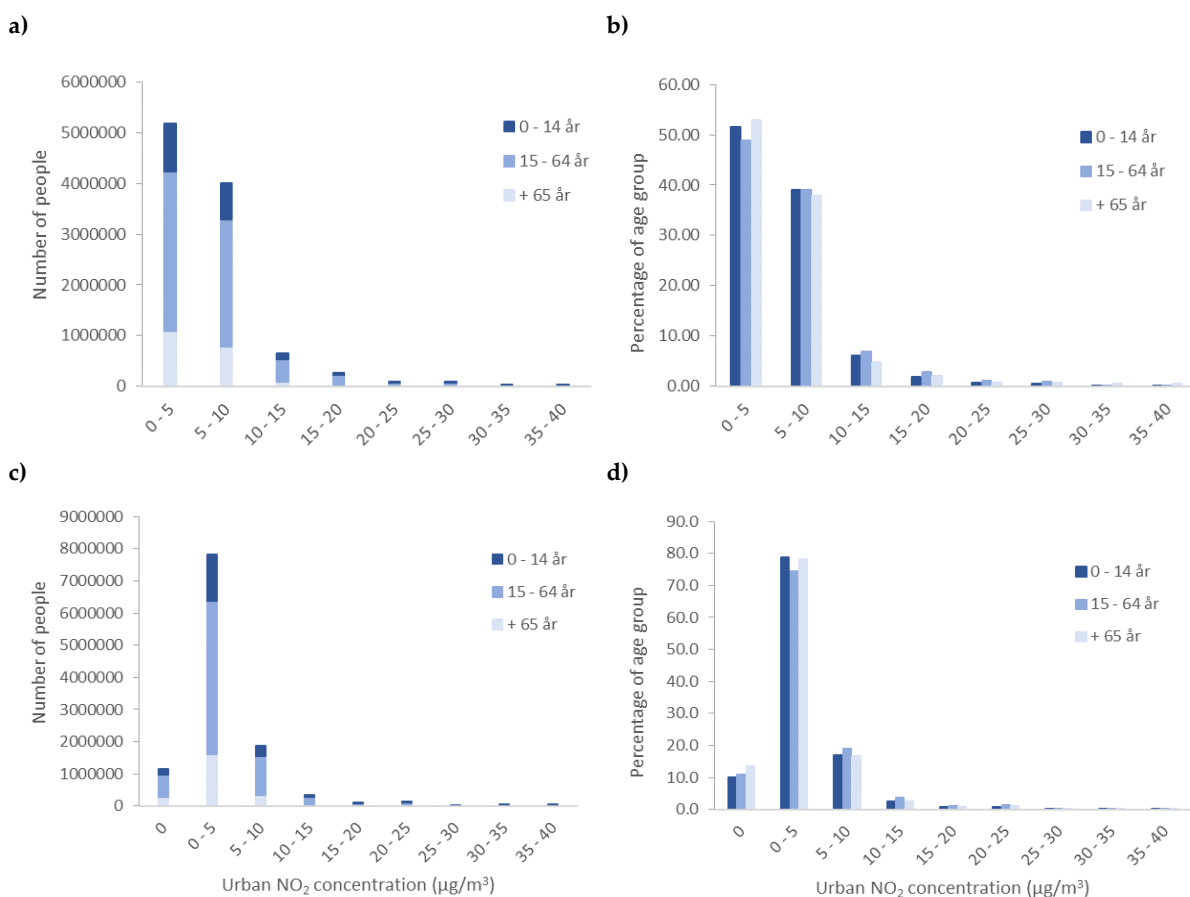 a)
Number of people
6000000
5000000
4000000
3000000
2000000
1000000
0
0 - 5
5 - 10
10 - 15
15 - 20
20 - 25
25 - 30
30 - 35
35 - 40
0 - 14 år
15 - 64 år
+ 65 år
b)
Percentage of age group
60.00
50.00
40.00
30.00
20.00
10.00
0.00
0 - 5
5 - 10
10 - 15
15 - 20
20 - 25
25 - 30
30 - 35
35 - 40
0 - 14 år
15 - 64 år
+ 65 år
c)
Number of people
9000000
8000000
7000000
6000000
5000000
4000000
3000000
2000000
1000000
0
0
0 - 5
5 - 10
10 - 15
15 - 20
20 - 25
25 - 30
30 - 35
35 - 40
0 - 14 år
15 - 64 år
+ 65 år
Urban NO₂ concentration (µg/m³)
d)
Percentage of age group
90.0
80.0
70.0
60.0
50.0
40.0
30.0
20.0
10.0
0.0
0
0 - 5
5 - 10
10 - 15
15 - 20
20 - 25
25 - 30
30 - 35
35 - 40
0 - 14 år
15 - 64 år
+ 65 år
Urban NO₂ concentration (µg/m³)